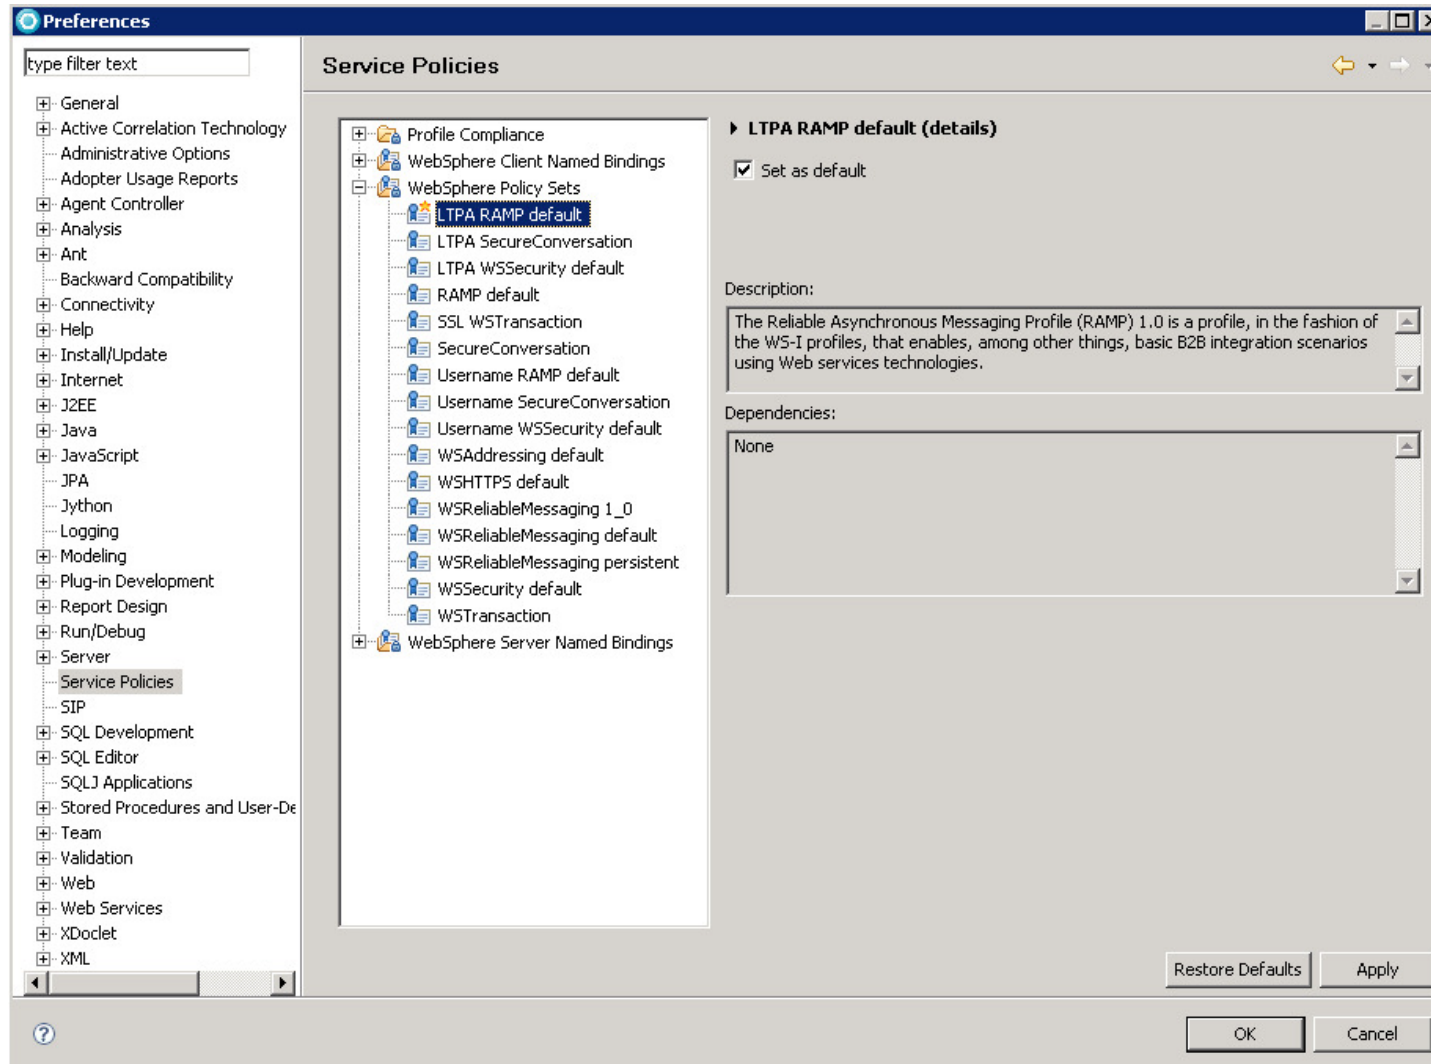 Preferences
type filter text
General
Active Correlation Technology
Administrative Options
Adopter Usage Reports
Agent Controller
Analysis
Ant
Backward Compatibility
Connectivity
Help
Install/Update
Internet
J2EE
Java
JavaScript
JPA
Jython
Logging
Modeling
Plug-in Development
Report Design
Run/Debug
Server
Service Policies
SIP
SQL Development
SQL Editor
SQLJ Applications
Stored Procedures and User-De
Team
Validation
Web
Web Services
XDoclet
XML
Service Policies
Profile Compliance
WebSphere Client Named Bindings
WebSphere Policy Sets
LTPA RAMP default
LTPA SecureConversation
LTPA WSSecurity default
RAMP default
SSL WSTransaction
SecureConversation
Username RAMP default
Username SecureConversation
Username WSSecurity default
WSAddressing default
WSHTTPS default
WSReliableMessaging 1_0
WSReliableMessaging default
WSReliableMessaging persistent
WSSecurity default
WSTransaction
WebSphere Server Named Bindings
LTPA RAMP default (details)
Set as default
Description:
The Reliable Asynchronous Messaging Profile (RAMP) 1.0 is a profile, in the fashion of
the WS-I profiles, that enables, among other things, basic B2B integration scenarios
using Web services technologies.
Dependencies:
None
Restore Defaults
Apply
OK
Cancel